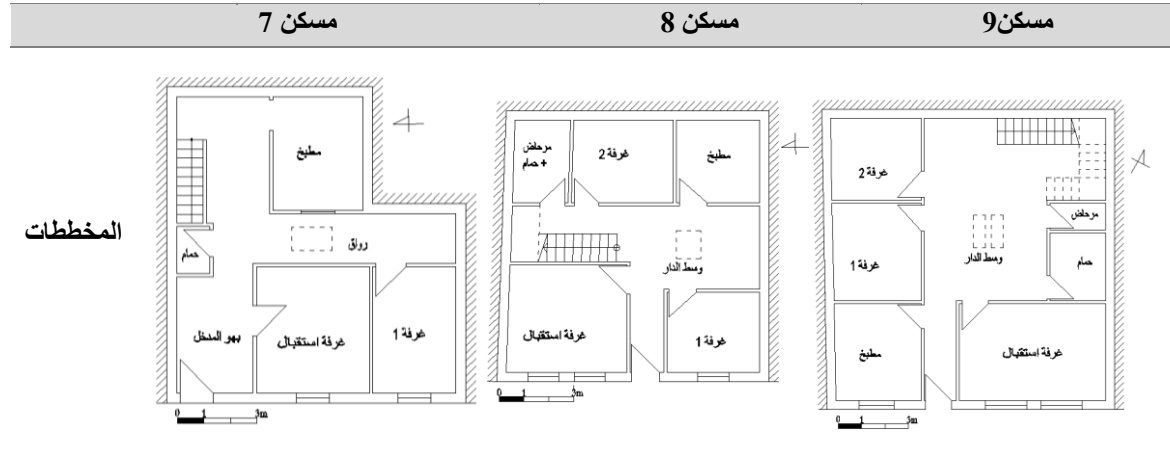 مسكن 7
مسكن 8
مسكن9
المخططات
مطبخ
رواق
حمام
بهو المدخل
غرفة استقبال
غرفة 1
0 1 3m
مرحاض
+ حمام
غرفة 2
مطبخ
وسط الدار
غرفة استقبال
غرفة 1
0 1 3m
غرفة 2
مرحاض
حمام
وسط الدار
غرفة 1
مطبخ
غرفة استقبال
0 1 3m